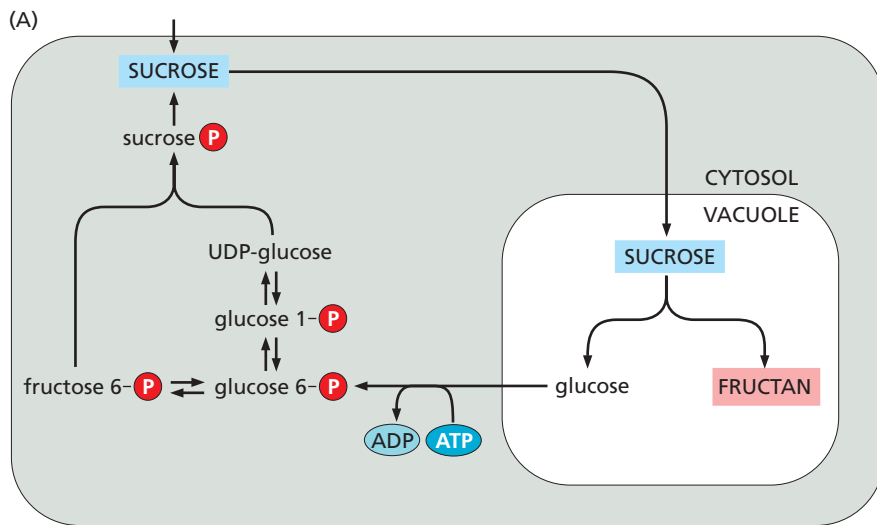 (A)
SUCROSE
sucrose P
CYTOSOL
VACUOLE
UDP-glucose
SUCROSE
glucose 1– P
fructose 6– P
glucose 6– P
glucose
FRUCTAN
ADP
ATP